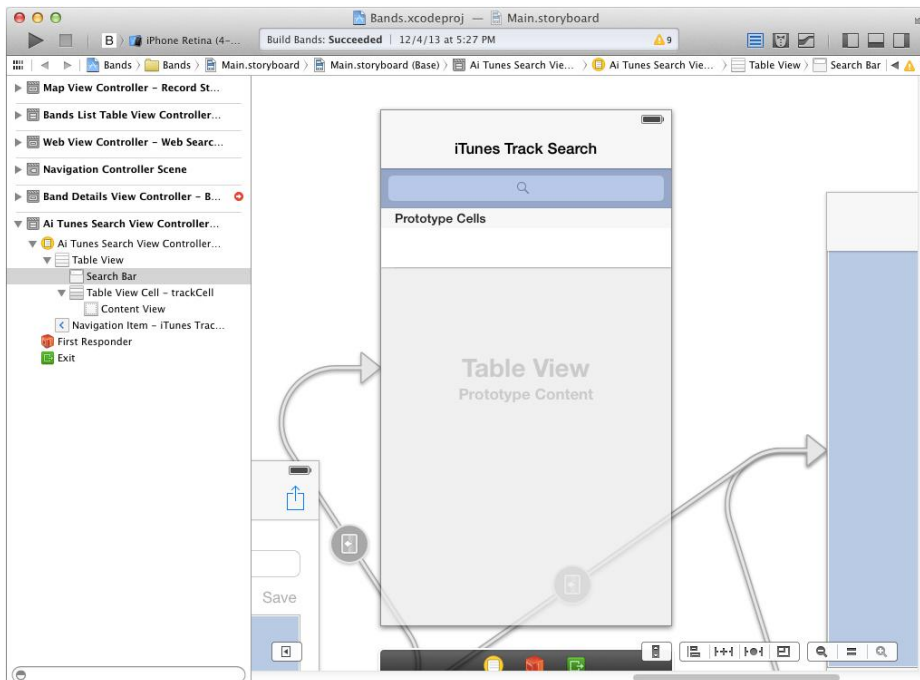 Bands.xcodeproj — Main.storyboard
B iPhone Retina (4-...
Build Bands: Succeeded | 12/4/13 at 5:27 PM
9
Bands
Bands
Main.storyboard
Main.storyboard (Base)
Ai Tunes Search Vie...
Ai Tunes Search Vie...
Table View
Search Bar
Map View Controller – Record St...
Bands List Table View Controller...
Web View Controller – Web Searc...
Navigation Controller Scene
Band Details View Controller – B...
Ai Tunes Search View Controller...
Ai Tunes Search View Controller...
Table View
Search Bar
Table View Cell – trackCell
Content View
Navigation Item – iTunes Trac...
First Responder
Exit
iTunes Track Search
Prototype Cells
Table View
Prototype Content
Save